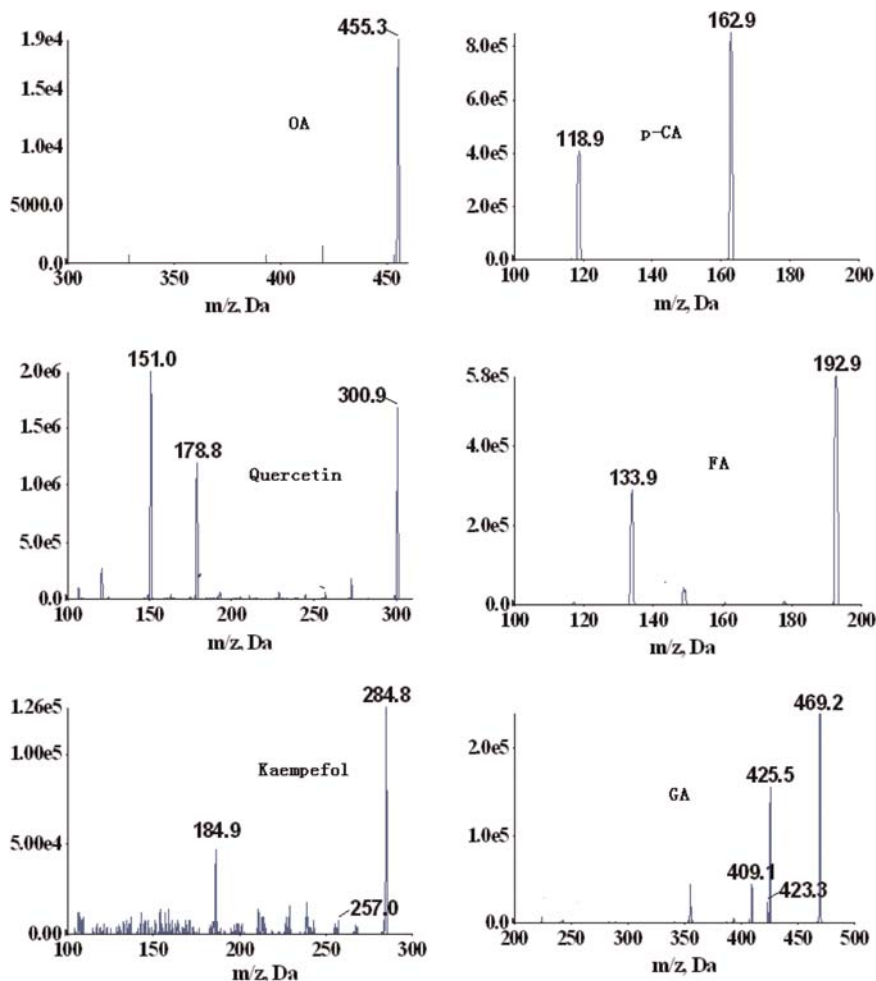 1.9e4
455.3
1.5e4
OA
1.0e4
5000.0
0.0
300 350 400 450
m/z, Da
8.0e5
162.9
6.0e5
p-CA
118.9
4.0e5
2.0e5
0.0
100 120 140 160 180 200
m/z, Da
2.0e6
151.0
300.9
1.5e6
178.8
1.0e6
Quercetin
5.0e5
0.0
100 150 200 250 300
m/z, Da
5.8e5
192.9
4.0e5
FA
133.9
2.0e5
0.0
100 120 140 160 180 200
m/z, Da
1.26e5
284.8
1.00e5
Kaempefol
184.9
5.00e4
257.0
0.00
100 150 200 250 300
m/z, Da
469.2
2.0e5
425.5
GA
1.0e5
409.1
423.3
0.0
200 250 300 350 400 450 500
m/z, Da